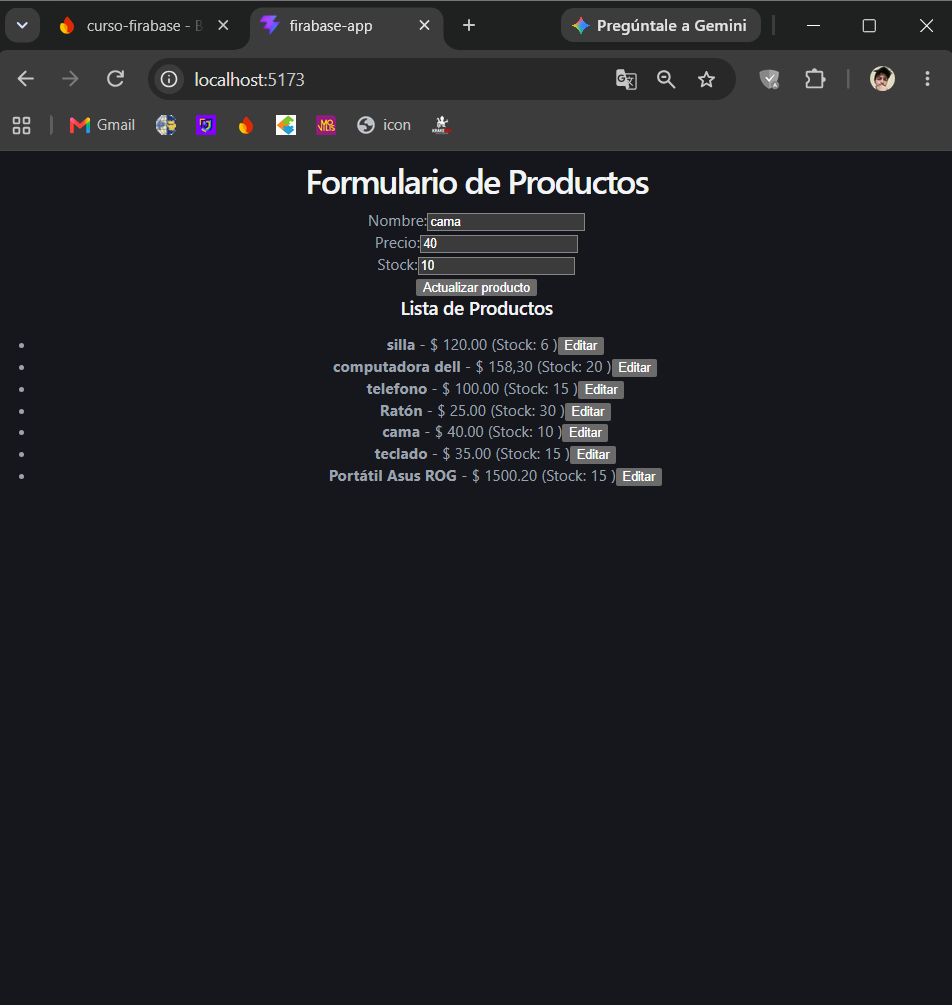 curso-firabase - B
firabase-app
Pregúntale a Gemini
localhost:5173
Gmail
MOVILIS
icon
Formulario de Productos
Nombre:cama
Precio:40
Stock:10
Actualizar producto
Lista de Productos
silla - $ 120.00 (Stock: 6 )Editar
computadora dell - $ 158,30 (Stock: 20 )Editar
telefono - $ 100.00 (Stock: 15 )Editar
Ratón - $ 25.00 (Stock: 30 )Editar
cama - $ 40.00 (Stock: 10 )Editar
teclado - $ 35.00 (Stock: 15 )Editar
Portátil Asus ROG - $ 1500.20 (Stock: 15 )Editar